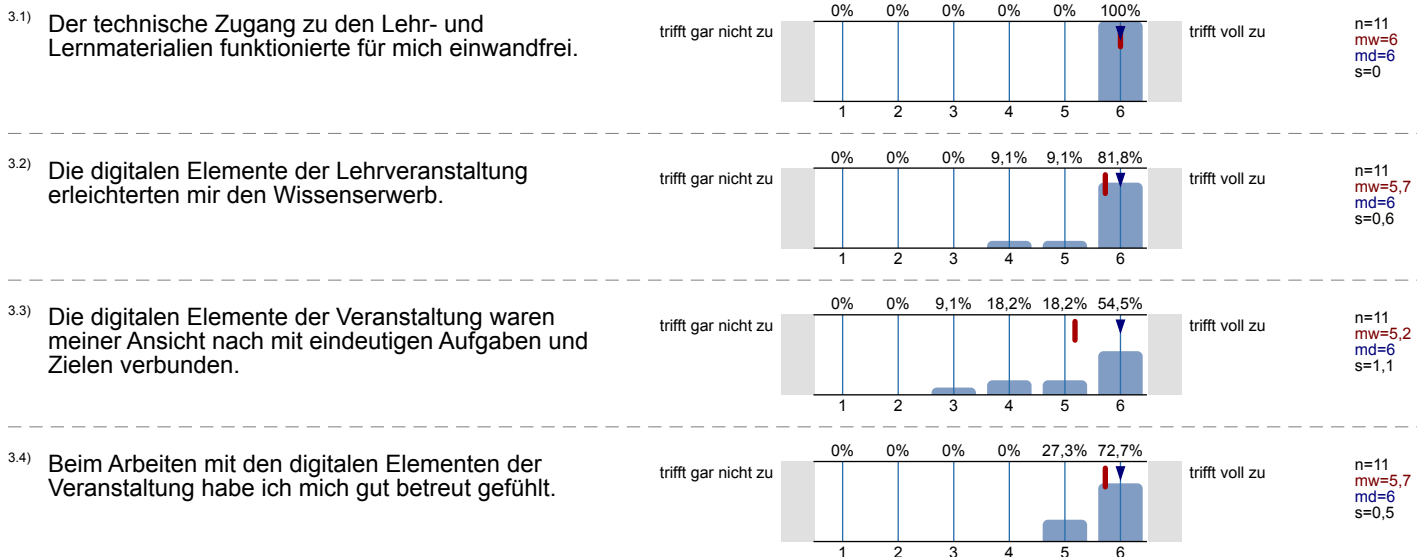 3.1) Der technische Zugang zu den Lehr- und
Lernmaterialien funktionierte für mich einwandfrei.
trifft gar nicht zu
0% 0% 0% 0% 0% 100%
1 2 3 4 5 6
trifft voll zu
n=11
mw=6
md=6
s=0
3.2) Die digitalen Elemente der Lehrveranstaltung
erleichterten mir den Wissenserwerb.
trifft gar nicht zu
0% 0% 0% 9,1% 9,1% 81,8%
1 2 3 4 5 6
trifft voll zu
n=11
mw=5,7
md=6
s=0,6
3.3) Die digitalen Elemente der Veranstaltung waren
meiner Ansicht nach mit eindeutigen Aufgaben und
Zielen verbunden.
trifft gar nicht zu
0% 0% 9,1% 18,2% 18,2% 54,5%
1 2 3 4 5 6
trifft voll zu
n=11
mw=5,2
md=6
s=1,1
3.4) Beim Arbeiten mit den digitalen Elementen der
Veranstaltung habe ich mich gut betreut gefühlt.
trifft gar nicht zu
0% 0% 0% 0% 27,3% 72,7%
1 2 3 4 5 6
trifft voll zu
n=11
mw=5,7
md=6
s=0,5